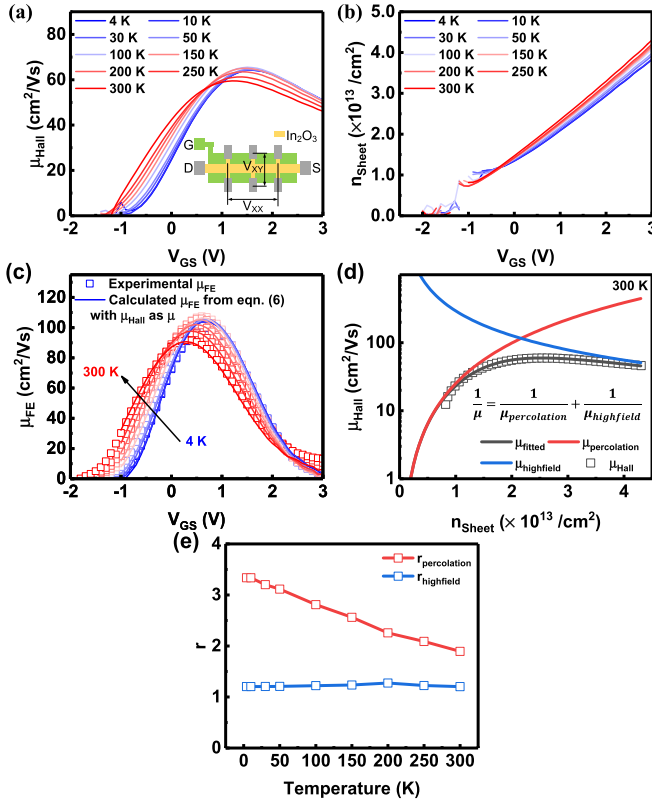 (a)
4 K 10 K
30 K 50 K
100 K 150 K
200 K 250 K
300 K
80
60
40
20
0
μHall (cm²/Vs)
In₂O₃
G
D
S
VXY
VXX
-2 -1 0 1 2 3
VGS (V)
(b)
4 K 10 K
30 K 50 K
100 K 150 K
200 K 250 K
300 K
5.0
4.0
3.0
2.0
1.0
0.0
nSheet (×10¹³ /cm²)
-2 -1 0 1 2 3
VGS (V)
(c)
Experimental μFE
Calculated μFE from eqn. (6)
with μHall as μ
300 K
4 K
120
100
80
60
40
20
0
μFE (cm²/Vs)
-2 -1 0 1 2 3
VGS (V)
(d)
300 K
100
10
1
μHall (cm²/Vs)
1/μ = 1/μpercolation + 1/μhighfield
μfitted μpercolation
μhighfield μHall
0 1 2 3 4
nSheet (× 10¹³ /cm²)
(e)
rpercolation
rhighfield
4
3
2
1
0
r
0 50 100 150 200 250 300
Temperature (K)